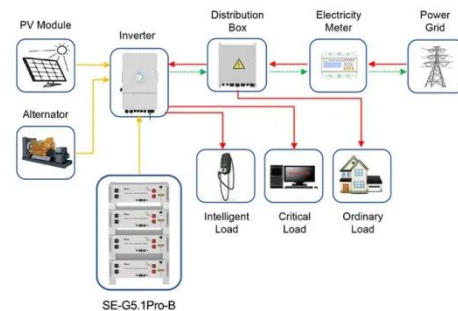 PV Module
Inverter
Distribution
Box
Electricity
Meter
Power
Grid
Alternator
Intelligent
Load
Critical
Load
Ordinary
Load
SE-G5.1Pro-B